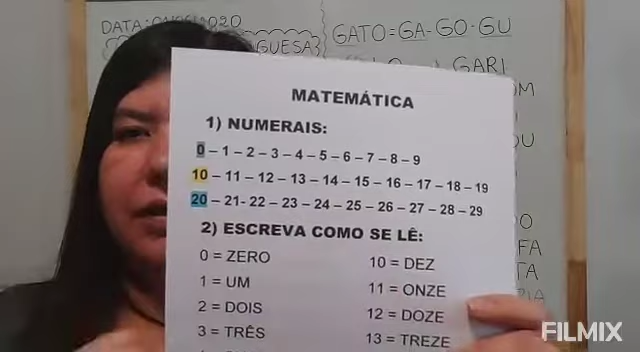 DATA:
GUESA}
GATO=GA-GO-GU
GARI
MATEMÁTICA
1) NUMERAIS:
0 – 1 – 2 – 3 – 4 – 5 – 6 – 7 – 8 – 9
10 – 11 – 12 – 13 – 14 – 15 – 16 – 17 – 18 – 19
20 – 21- 22 – 23 – 24 – 25 – 26 – 27 – 28 – 29
2) ESCREVA COMO SE LÊ:
0 = ZERO
1 = UM
2 = DOIS
3 = TRÊS
10 = DEZ
11 = ONZE
12 = DOZE
13 = TREZE
FILMIX